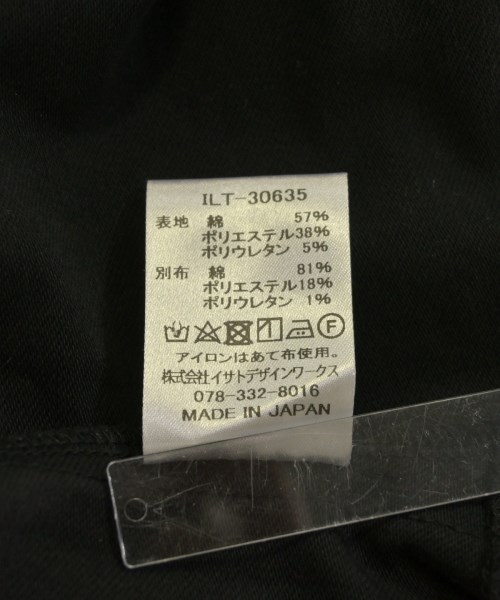 ILT-30635
表地 綿 57%
ポリエステル38%
ポリウレタン 5%
別布 綿 81%
ポリエステル18%
ポリウレタン 1%
F
アイロンはあて布使用。
株式会社イサトデザインワークス
078-332-8016
MADE IN JAPAN